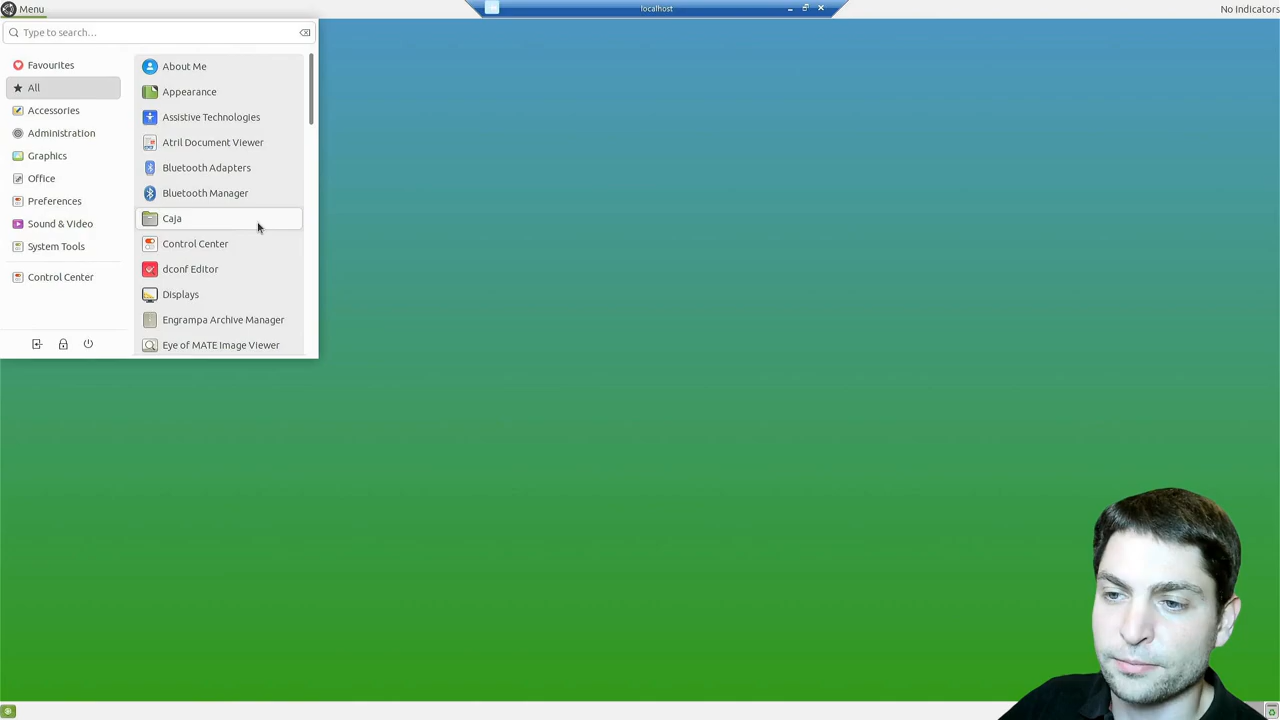 Menu
localhost
No Indicators
Type to search...
Favourites
All
Accessories
Administration
Graphics
Office
Preferences
Sound & Video
System Tools
Control Center
About Me
Appearance
Assistive Technologies
Atril Document Viewer
Bluetooth Adapters
Bluetooth Manager
Caja
Control Center
dconf Editor
Displays
Engrampa Archive Manager
Eye of MATE Image Viewer